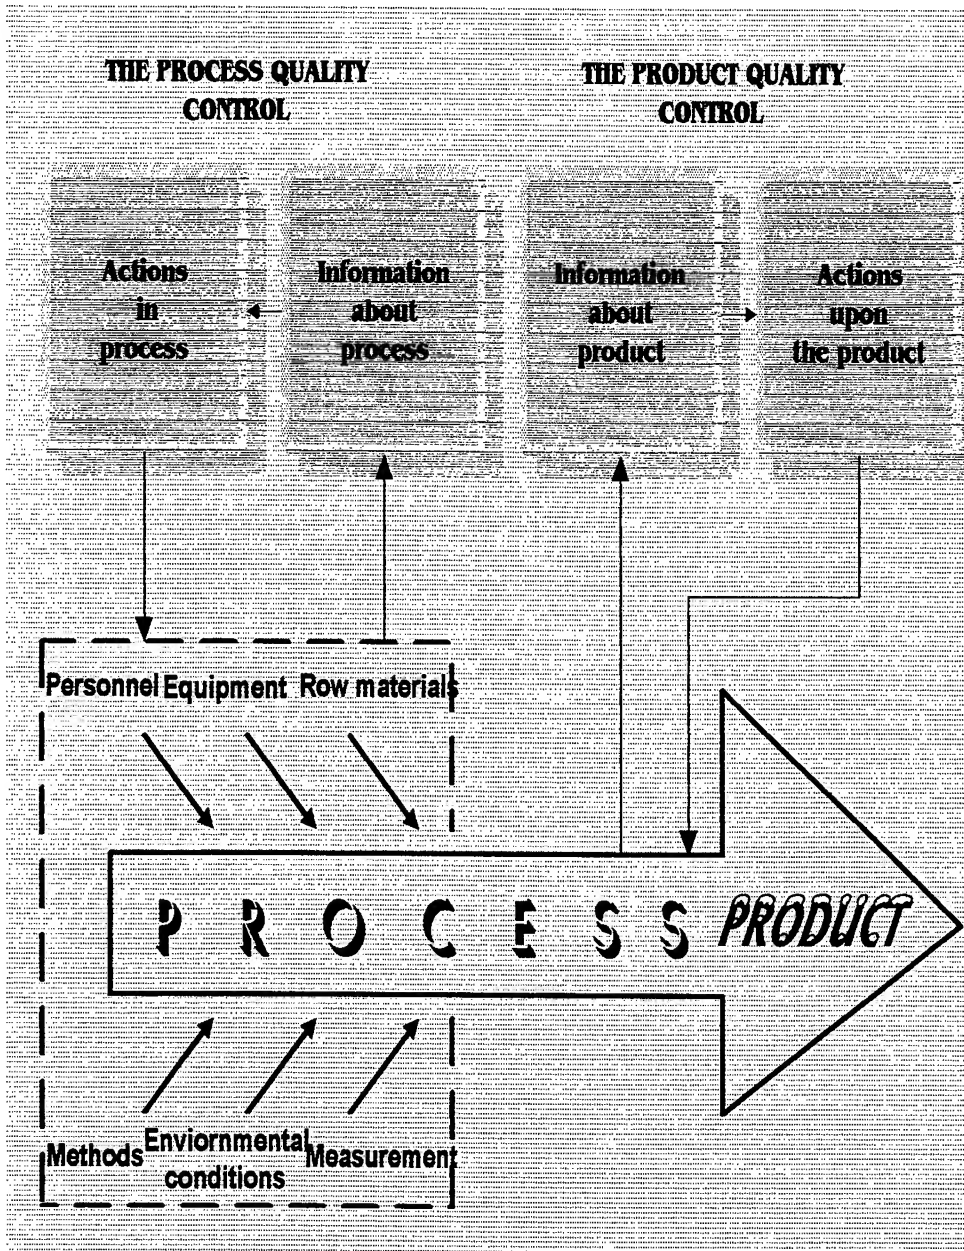 THE PROCESS QUALITY
CONTROL
THE PRODUCT QUALITY
CONTROL
Actions
in
process
Information
about
process
Information
about
product
Actions
upon
the product
Personnel Equipment Row materials
P R O C E S S PRODUCT
Methods Enviornmental Measurement
conditions